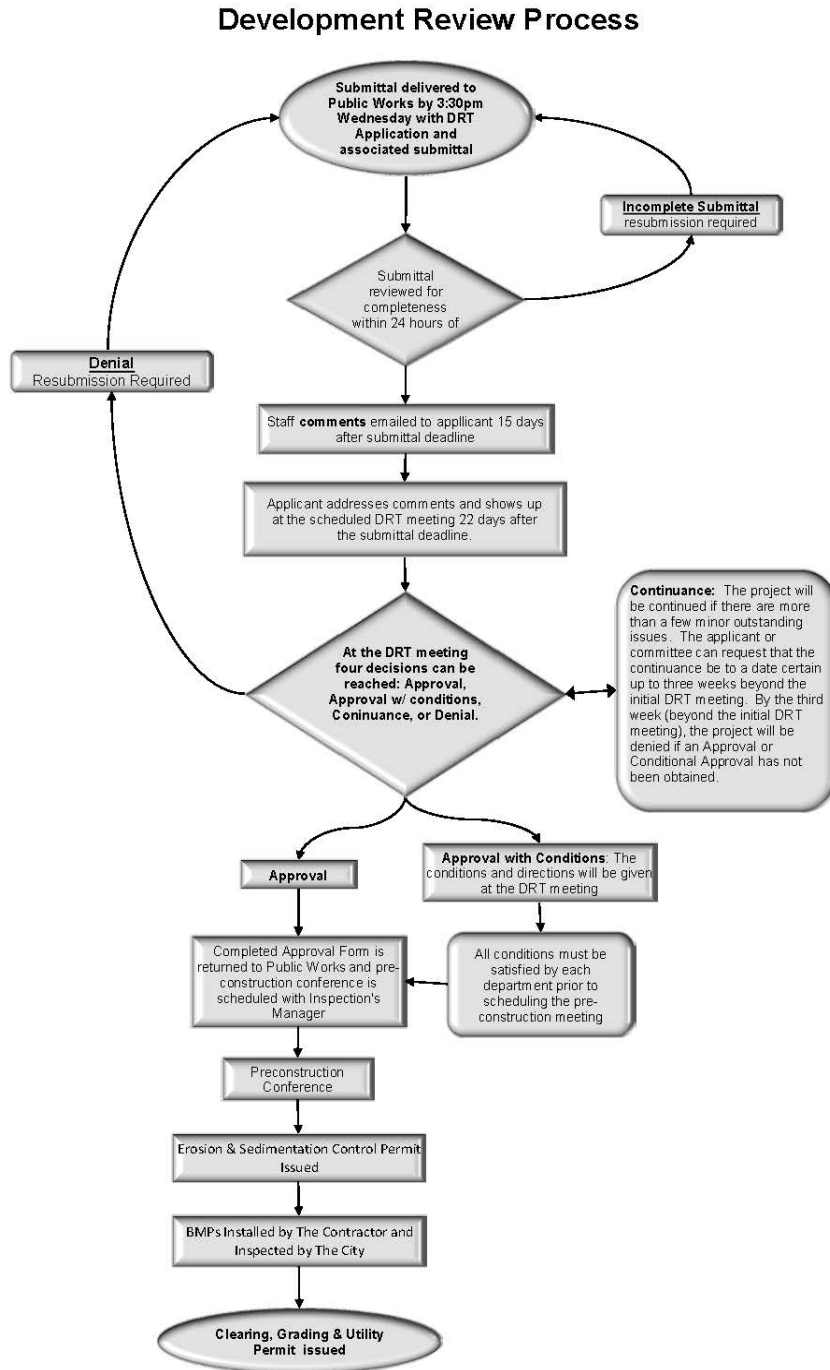 Development Review Process
Submittal delivered to
Public Works by 3:30pm
Wednesday with DRT
Application and
associated submittal
Incomplete Submittal
resubmission required
Submittal
reviewed for
completeness
within 24 hours of
Denial
Resubmission Required
Staff comments emailed to appllicant 15 days
after submittal deadline
Applicant addresses comments and shows up
at the scheduled DRT meeting 22 days after
the submittal deadline.
At the DRT meeting
four decisions can be
reached: Approval,
Approval w/ conditions,
Coninuance, or Denial.
Continuance: The project will
be continued if there are more
than a few minor outstanding
issues. The applicant or
committee can request that the
continuance be to a date certain
up to three weeks beyond the
initial DRT meeting. By the third
week (beyond the initial DRT
meeting), the project will be
denied if an Approval or
Conditional Approval has not
been obtained.
Approval
Approval with Conditions: The
conditions and directions will be given
at the DRT meeting
Completed Approval Form is
returned to Public Works and pre-
construction conference is
scheduled with Inspection's
Manager
All conditions must be
satisfied by each
department prior to
scheduling the pre-
construction meeting
Preconstruction
Conference
Erosion & Sedimentation Control Permit
Issued
BMPs Installed by The Contractor and
Inspected by The City
Clearing, Grading & Utility
Permit issued